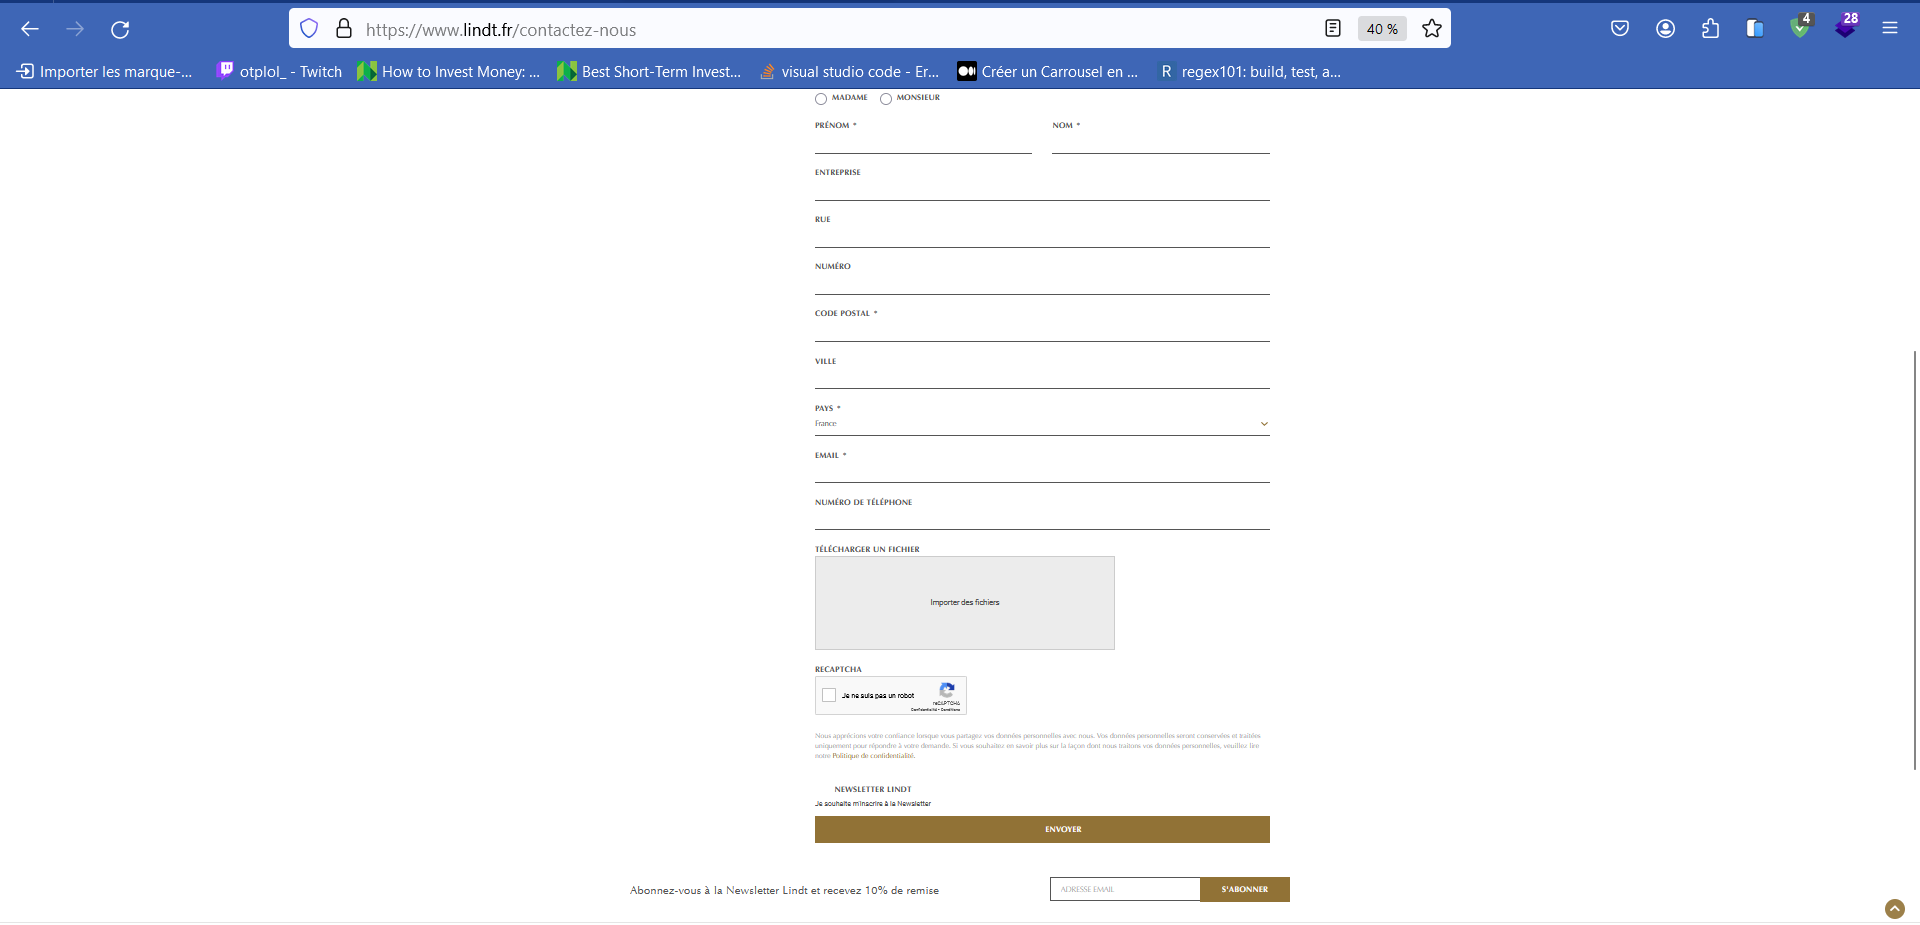 https://www.lindt.fr/contactez-nous
40 %
4
28
Importer les marque-...
otplol_ - Twitch
How to Invest Money: ...
Best Short-Term Invest...
visual studio code - Er...
Créer un Carrousel en ...
R
regex101: build, test, a...
MADAME
MONSIEUR
PRÉNOM *
NOM *
ENTREPRISE
RUE
NUMÉRO
CODE POSTAL *
VILLE
PAYS *
France
EMAIL *
NUMÉRO DE TÉLÉPHONE
TÉLÉCHARGER UN FICHIER
Importer des fichiers
RECAPTCHA
Je ne suis pas un robot
reCAPTCHA
Confidentialité - Conditions
Nous apprécions votre confiance lorsque vous partagez vos données personnelles avec nous. Vos données personnelles seront conservées et traitées
uniquement pour répondre à votre demande. Si vous souhaitez en savoir plus sur la façon dont nous traitons vos données personnelles, veuillez lire
notre Politique de confidentialité.
NEWSLETTER LINDT
Je souhaite m'inscrire à la Newsletter
ENVOYER
Abonnez-vous à la Newsletter Lindt et recevez 10% de remise
ADRESSE EMAIL
S'ABONNER